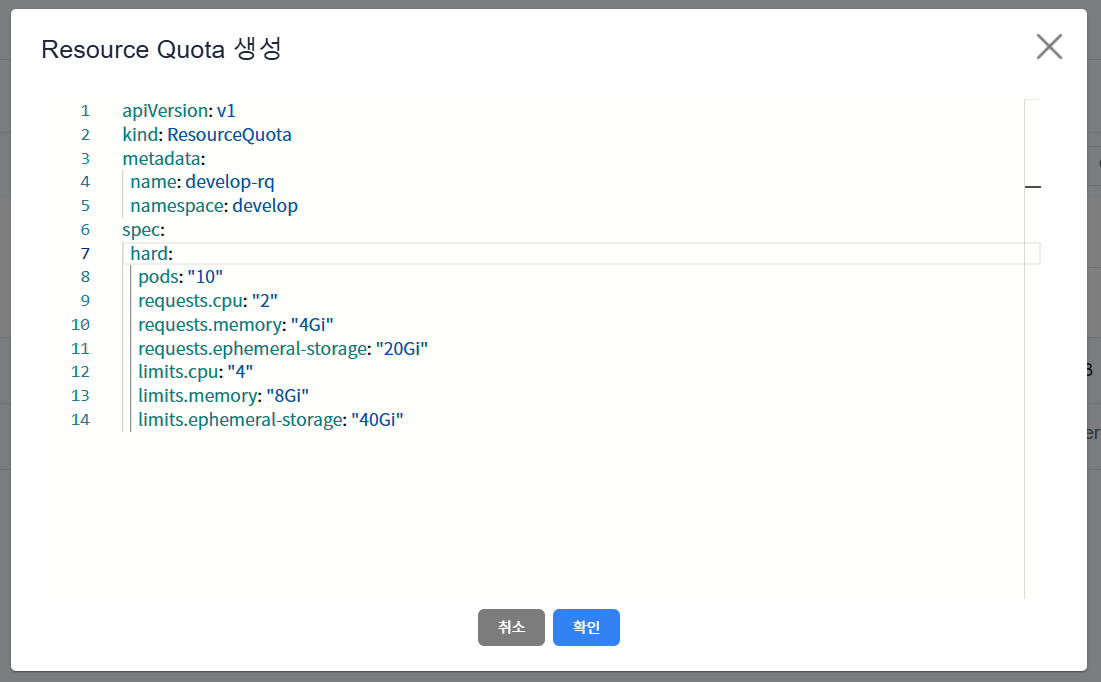 Resource Quota 생성
1 apiVersion: v1
2 kind: ResourceQuota
3 metadata:
4   name: develop-rq
5   namespace: develop
6 spec:
7   hard:
8     pods: "10"
9     requests.cpu: "2"
10     requests.memory: "4Gi"
11     requests.ephemeral-storage: "20Gi"
12     limits.cpu: "4"
13     limits.memory: "8Gi"
14     limits.ephemeral-storage: "40Gi"
취소 확인